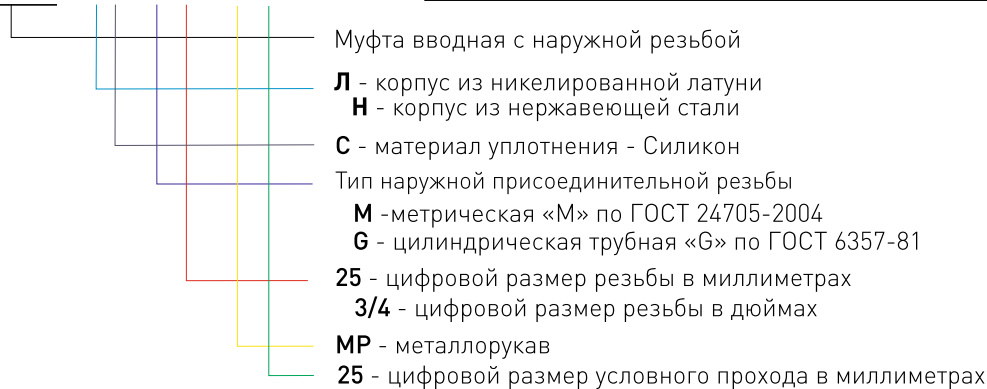 Муфта вводная с наружной резьбой
Л - корпус из никелированной латуни
Н - корпус из нержавеющей стали
С - материал уплотнения - Силикон
Тип наружной присоединительной резьбы
М -метрическая «М» по ГОСТ 24705-2004
G - цилиндрическая трубная «G» по ГОСТ 6357-81
25 - цифровой размер резьбы в миллиметрах
3/4 - цифровой размер резьбы в дюймах
МР - металлорукав
25 - цифровой размер условного прохода в миллиметрах